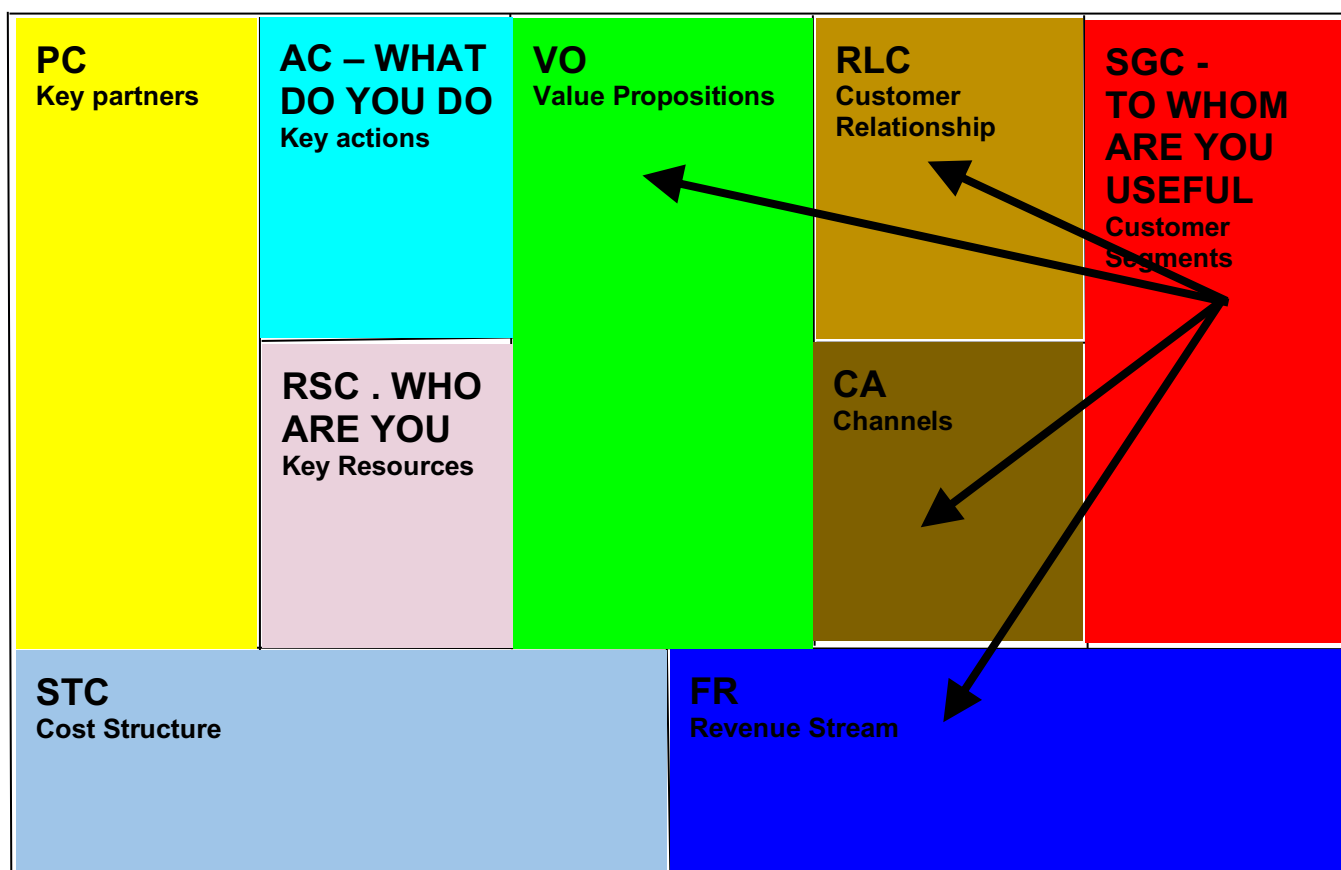 PC
Key partners
AC – WHAT
DO YOU DO
Key actions
RSC . WHO
ARE YOU
Key Resources
VO
Value Propositions
RLC
Customer
Relationship
CA
Channels
SGC -
TO WHOM
ARE YOU
USEFUL
Customer
Segments
STC
Cost Structure
FR
Revenue Stream